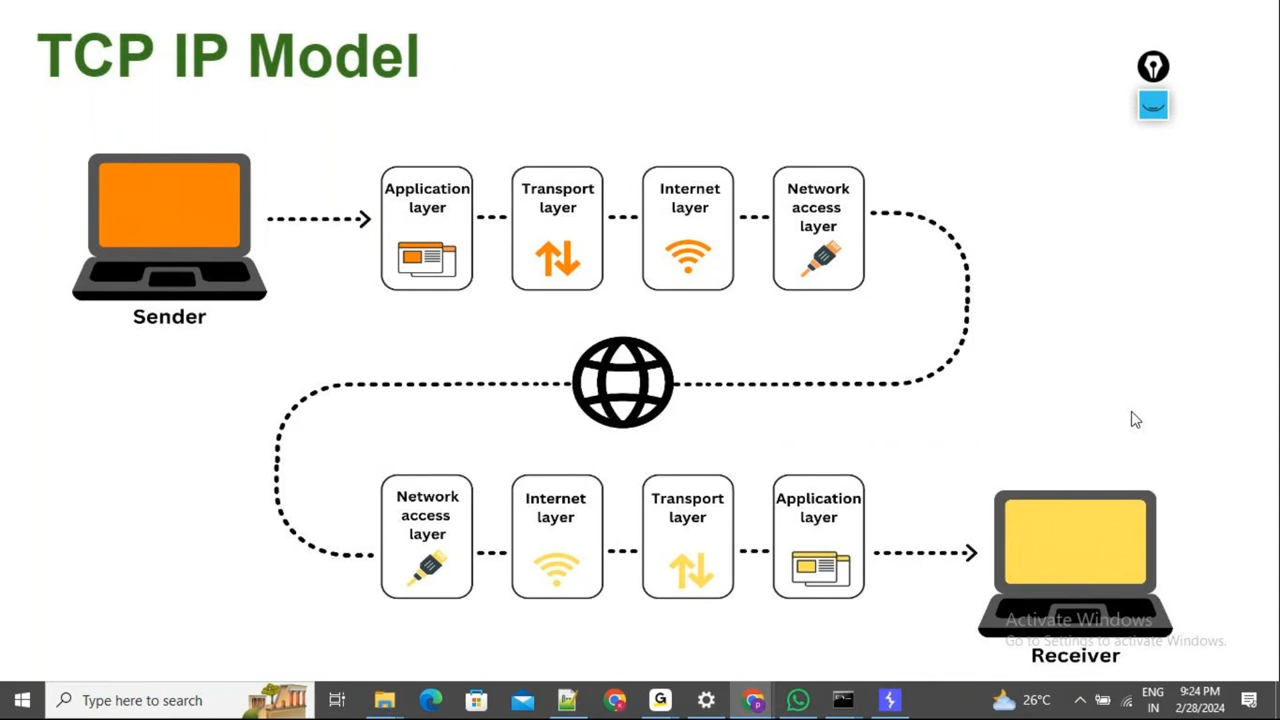 TCP IP Model
Application
layer
Transport
layer
Internet
layer
Network
access
layer
Sender
Network
access
layer
Internet
layer
Transport
layer
Application
layer
Activate Windows
Go to Settings to activate Windows.
Receiver
Type here to search
G
P
26°C
ENG
IN
9:24 PM
2/28/2024